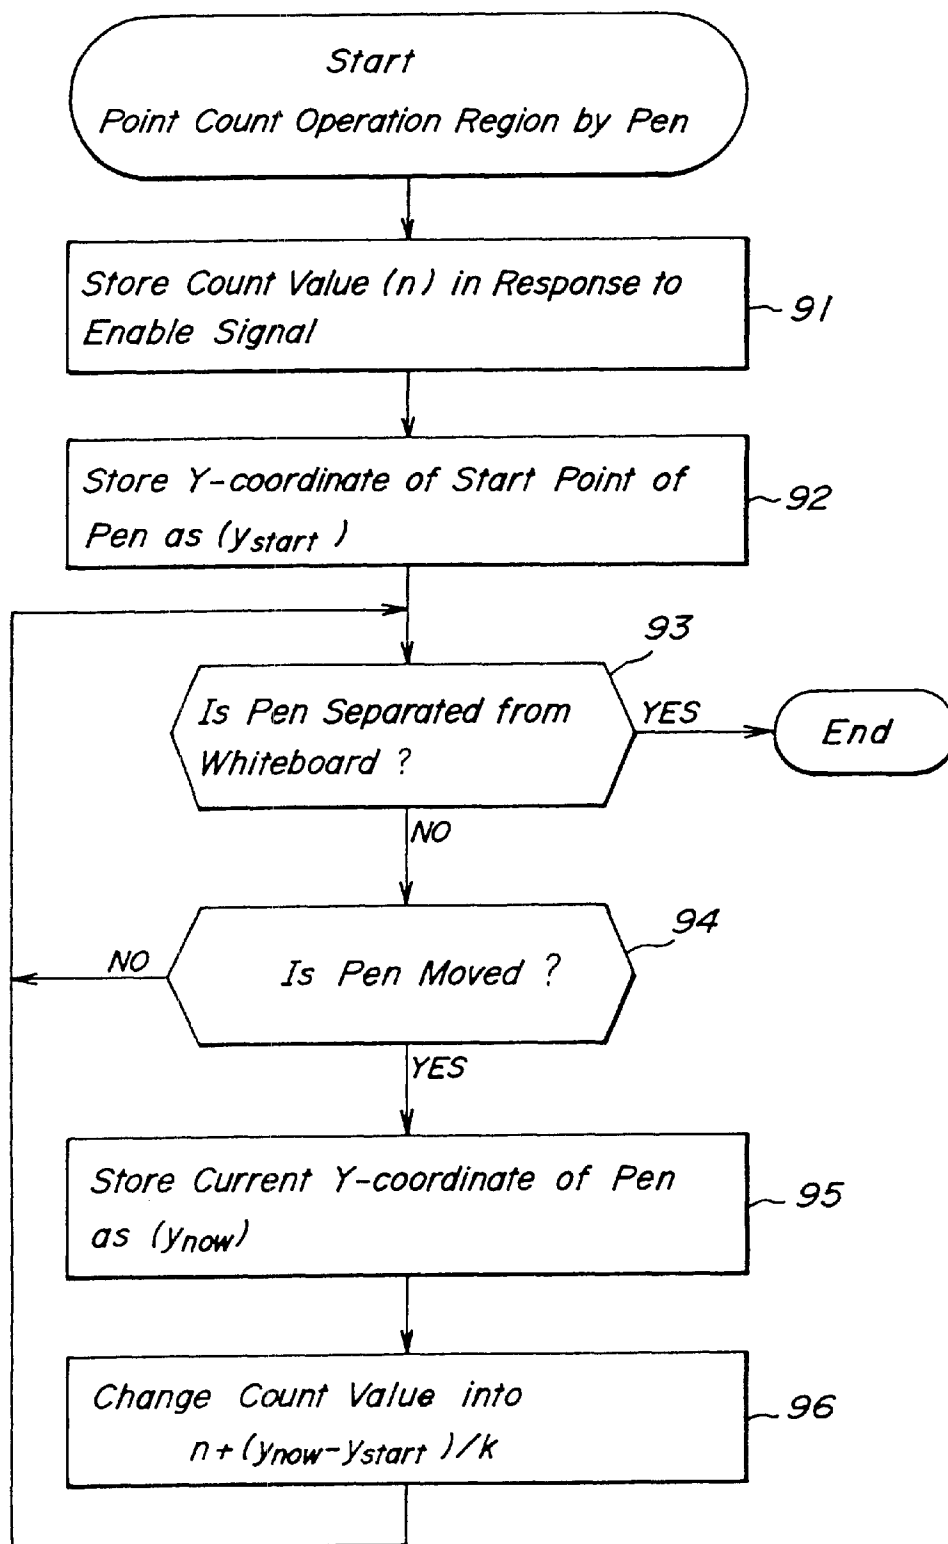 Start
Point Count Operation Region by Pen
Store Count Value (n) in Response to
Enable Signal
91
Store Y-coordinate of Start Point of
Pen as (ystart)
92
93
Is Pen Separated from
Whiteboard ?
YES
End
NO
94
Is Pen Moved ?
NO
YES
Store Current Y-coordinate of Pen
as (ynow)
95
Change Count Value into
n+(ynow-ystart)/k
96